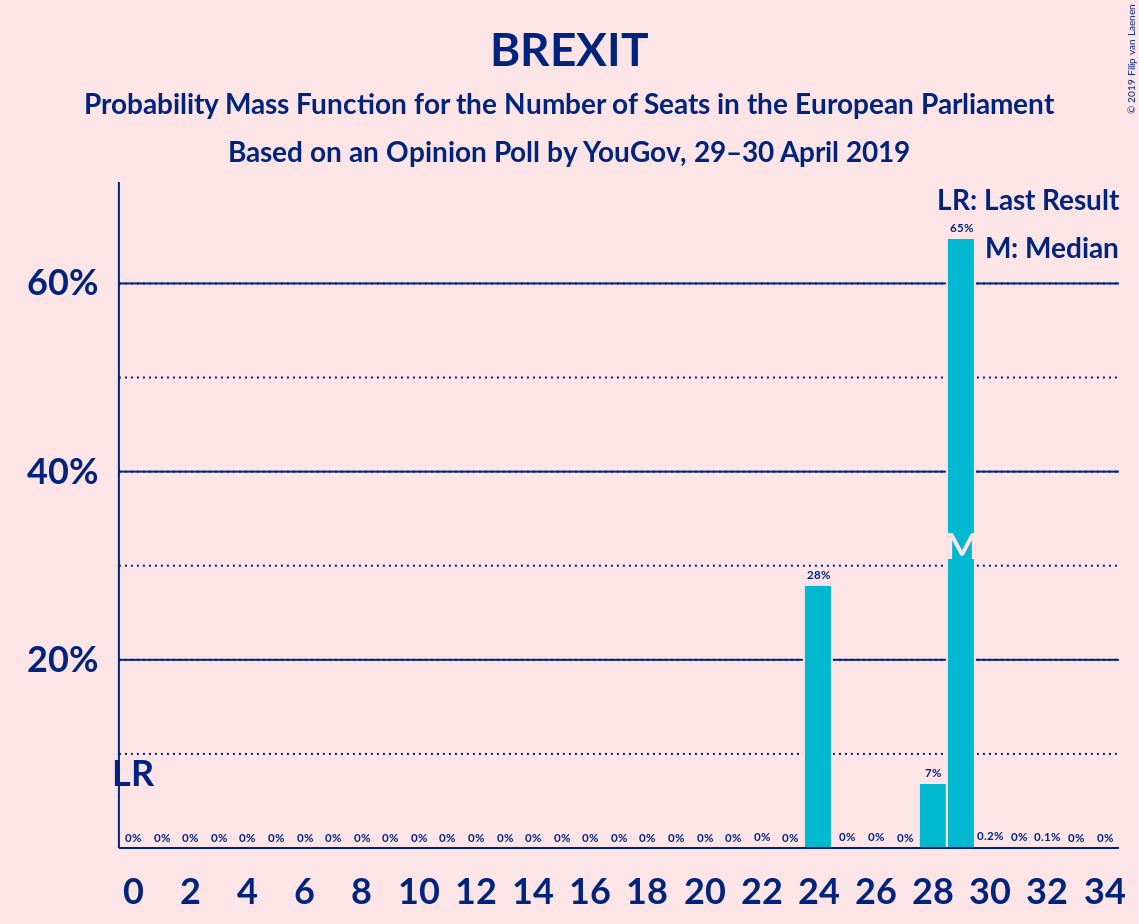 © 2019 Filip van Laenen
BREXIT
Probability Mass Function for the Number of Seats in the European Parliament
Based on an Opinion Poll by YouGov, 29–30 April 2019
LR: Last Result
M: Median
60%
40%
20%
65%
28%
7%
M
LR
0% 0% 0% 0% 0% 0% 0% 0% 0% 0% 0% 0% 0% 0% 0% 0% 0% 0% 0% 0% 0% 0% 0% 0% 0% 0% 0% 0.2% 0% 0.1% 0% 0%
0 2 4 6 8 10 12 14 16 18 20 22 24 26 28 30 32 34